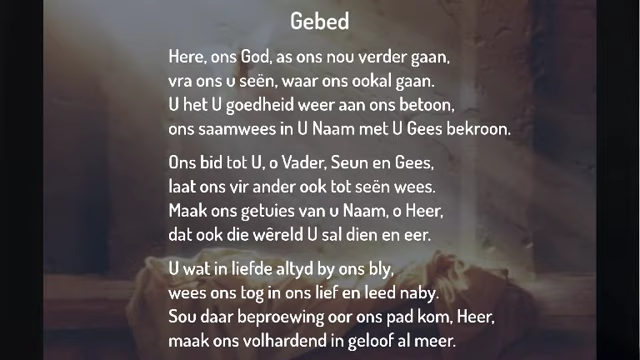 Gebed
Here, ons God, as ons nou verder gaan,
vra ons u seën, waar ons ookal gaan.
U het U goedheid weer aan ons betoon,
ons saamwees in U Naam met U Gees bekroon.
Ons bid tot U, o Vader, Seun en Gees,
laat ons vir ander ook tot seën wees.
Maak ons getuies van u Naam, o Heer,
dat ook die wêreld U sal dien en eer.
U wat in liefde altyd by ons bly,
wees ons tog in ons lief en leed naby.
Sou daar beproewing oor ons pad kom, Heer,
maak ons volhardend in geloof al meer.